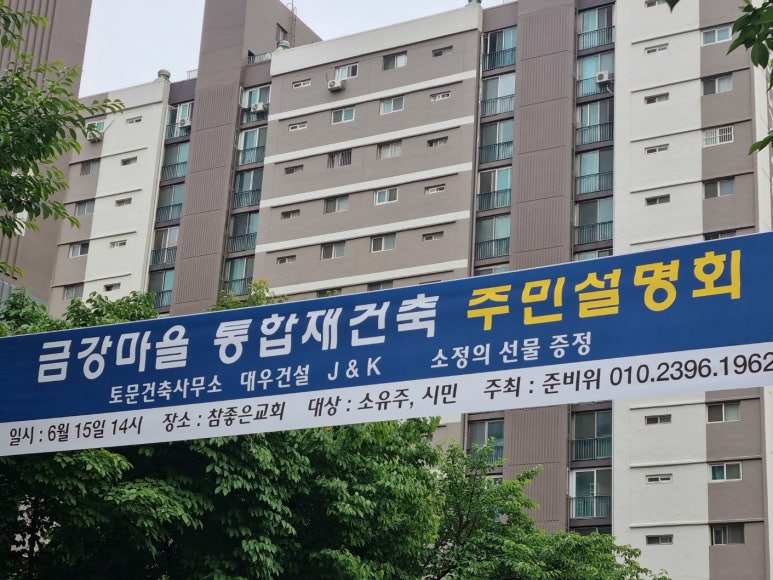 금강마을 통합재건축 주민설명회
토문건축사무소 대우건설 J&K 소정의 선물 증정
일시 : 6월 15일 14시 장소 : 참좋은교회 대상 : 소유주, 시민 주최 : 준비위 010.2396.1962